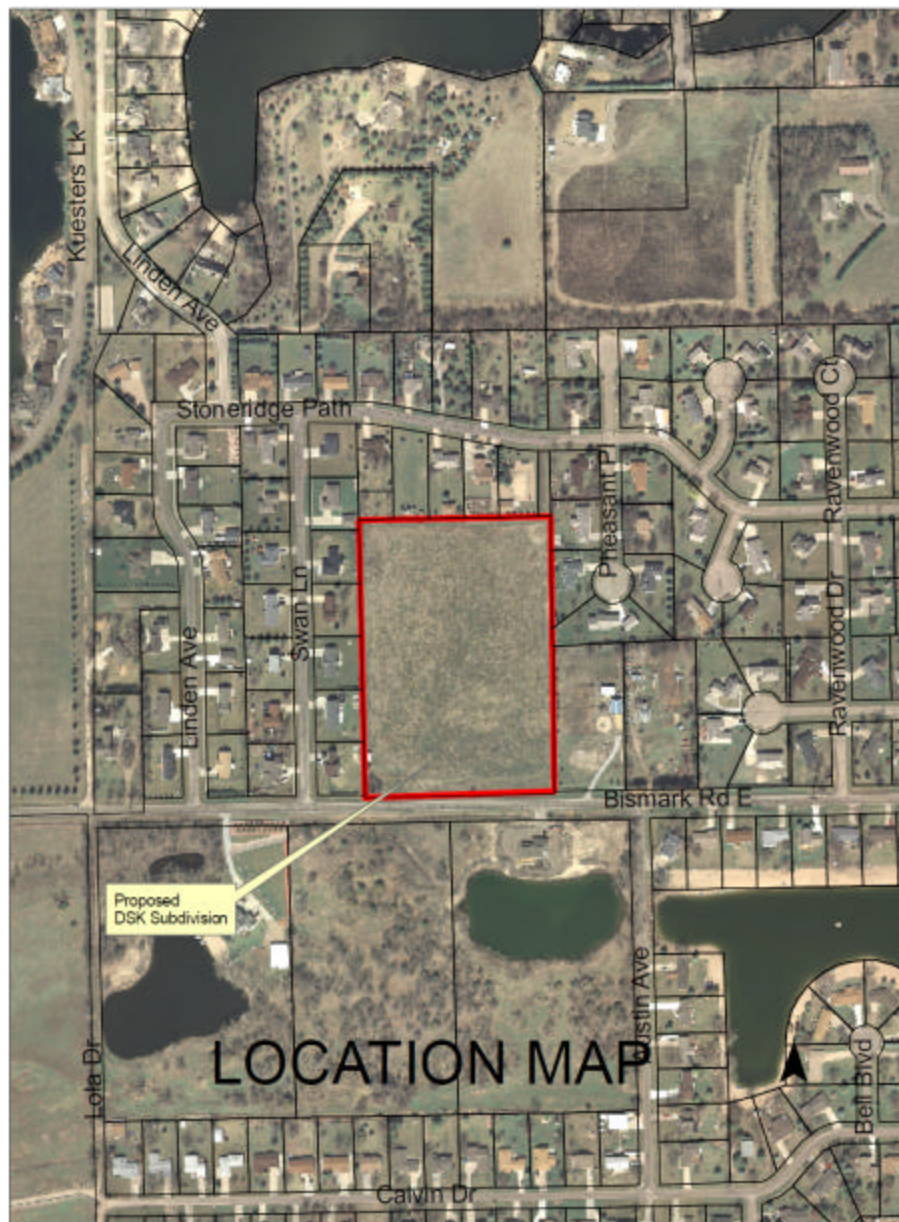 Kuesters Lk
Linden Ave
Stoneridge Path
Ravenwood Ct
Pheasant Pl
Swan Ln
Linden Ave
Ravenwood Dr
Bismark Rd E
Proposed
DSK Subdivision
Austin Ave
LOCATION MAP
Lola Dr
Bell Blvd
Calvin Dr